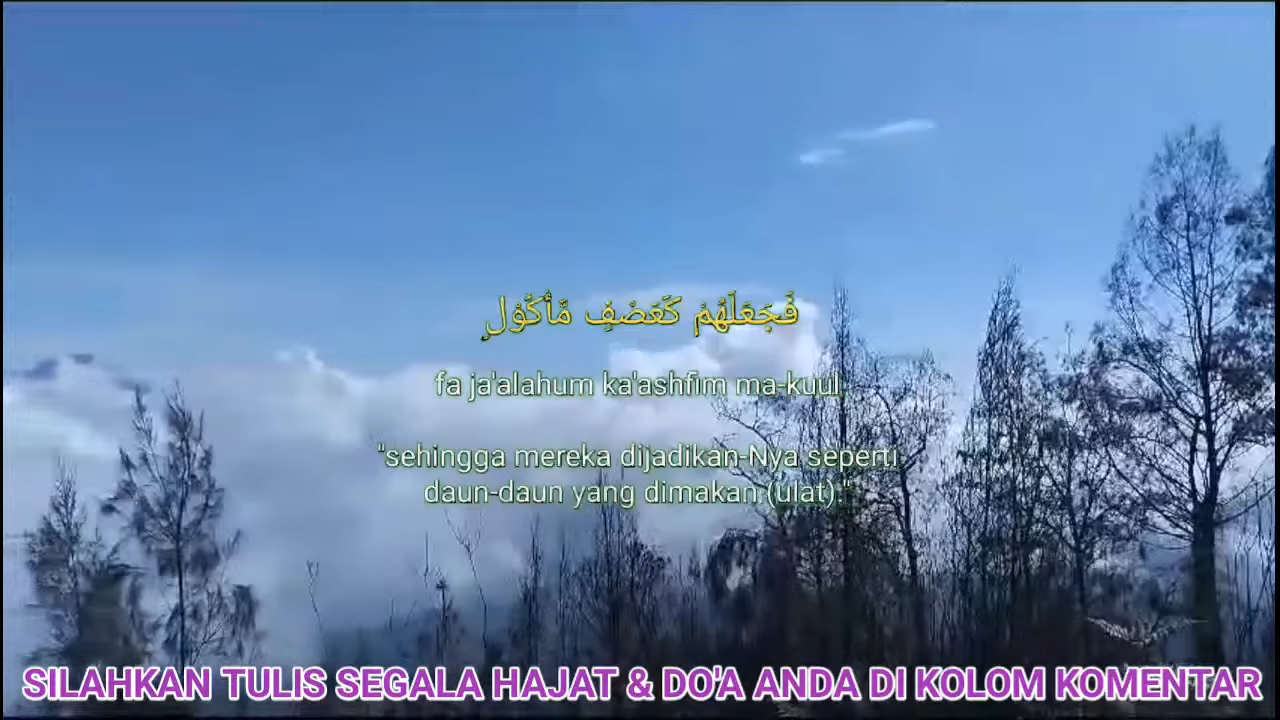 فَجَعَلَهُمْ كَعَصْفٍ مَّأْكُوْلٍ
fa ja'alahum ka'ashfim ma-kuul
"sehingga mereka dijadikan-Nya seperti
daun-daun yang dimakan (ulat)."
SILAHKAN TULIS SEGALA HAJAT & DO'A ANDA DI KOLOM KOMENTAR